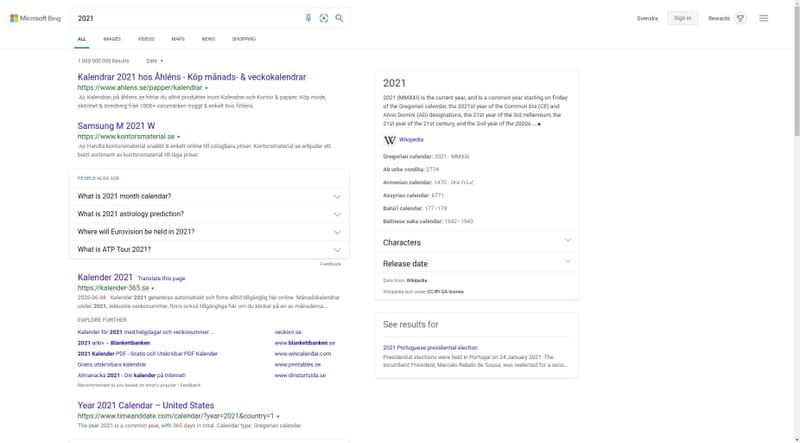 Microsoft Bing
2021
Svenska
Sign in
Rewards
ALL
IMAGES
VIDEOS
MAPS
NEWS
SHOPPING
1 060 000 000 Results
Date
Kalendrar 2021 hos Åhléns - Köp månads- & veckokalendrar
https://www.ahlens.se/papper/kalendrar
Ad Kalendrar, på åhlens.se hittar du alltid produkter inom Kalendrar och Kontor & papper. Köp mode,
skönhet & inredning från 1000+ varumärken tryggt & enkelt hos Åhlens.
Samsung M 2021 W
https://www.kontorsmaterial.se
Ad Handla kontorsmaterial snabbt & enkelt online till oslagbara priser. Kontorsmaterial.se erbjuder ett
brett sortiment av kontorsmaterial till låga priser.
PEOPLE ALSO ASK
What is 2021 month calendar?
What is 2021 astrology prediction?
Where will Eurovision be held in 2021?
What is ATP Tour 2021?
Feedback
Kalender 2021 Translate this page
https://kalender-365.se
2020-06-08 · Kalender 2021 genereras automatiskt och finns alltid tillgänglig här online. Månadskalendrar
under 2021, inklusive veckonummer, finns också tillgängliga här om du klickar på en av månaderna...
EXPLORE FURTHER
Kalender för 2021 med helgdagar och veckonummer ... veckonr.se
2021 arkiv – Blankettbanken www.blankettbanken.se
2021 Kalender PDF - Gratis och Utskrivbar PDF Kalender www.wincalendar.com
Gratis utskrivbara kalendrar www.printables.se
Almanacka 2021 - Din kalender på Internet! www.dinstartsida.se
Recommended to you based on what's popular • Feedback
Year 2021 Calendar – United States
https://www.timeanddate.com/calendar/?year=2021&country=1
The year 2021 is a common year, with 365 days in total. Calendar type: Gregorian calendar
2021
2021 (MMXXI) is the current year, and is a common year starting on Friday
of the Gregorian calendar, the 2021st year of the Common Era (CE) and
Anno Domini (AD) designations, the 21st year of the 3rd millennium, the
21st year of the 21st century, and the 2nd year of the 2020s ...
W Wikipedia
Gregorian calendar: 2021 · MMXXI
Ab urbe condita: 2774
Armenian calendar: 1470 ·
Assyrian calendar: 6771
Bahá'í calendar: 177–178
Balinese saka calendar: 1942–1943
Characters
Release date
Data from: Wikipedia
Wikipedia text under CC-BY-SA license
See results for
2021 Portuguese presidential election
Presidential elections were held in Portugal on 24 January 2021. The
incumbent President, Marcelo Rebelo de Sousa, was reelected for a seco...